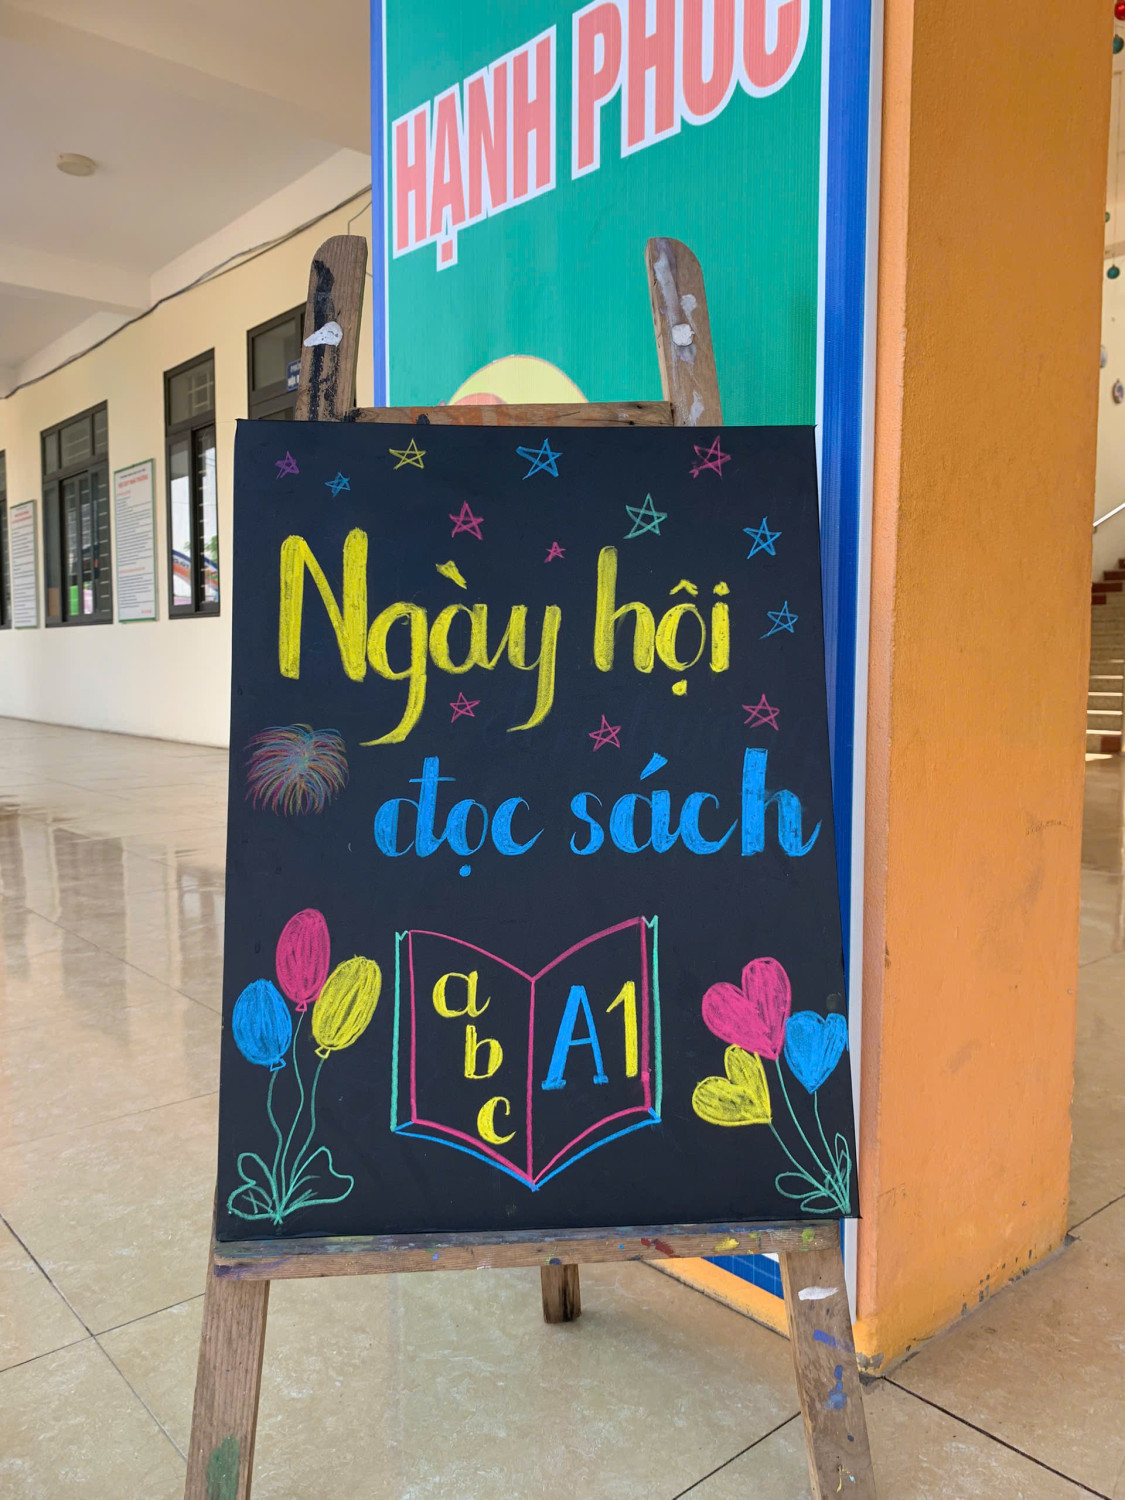 HẠNH PHÚC
Ngày hội
đọc sách
a
b
c
A1